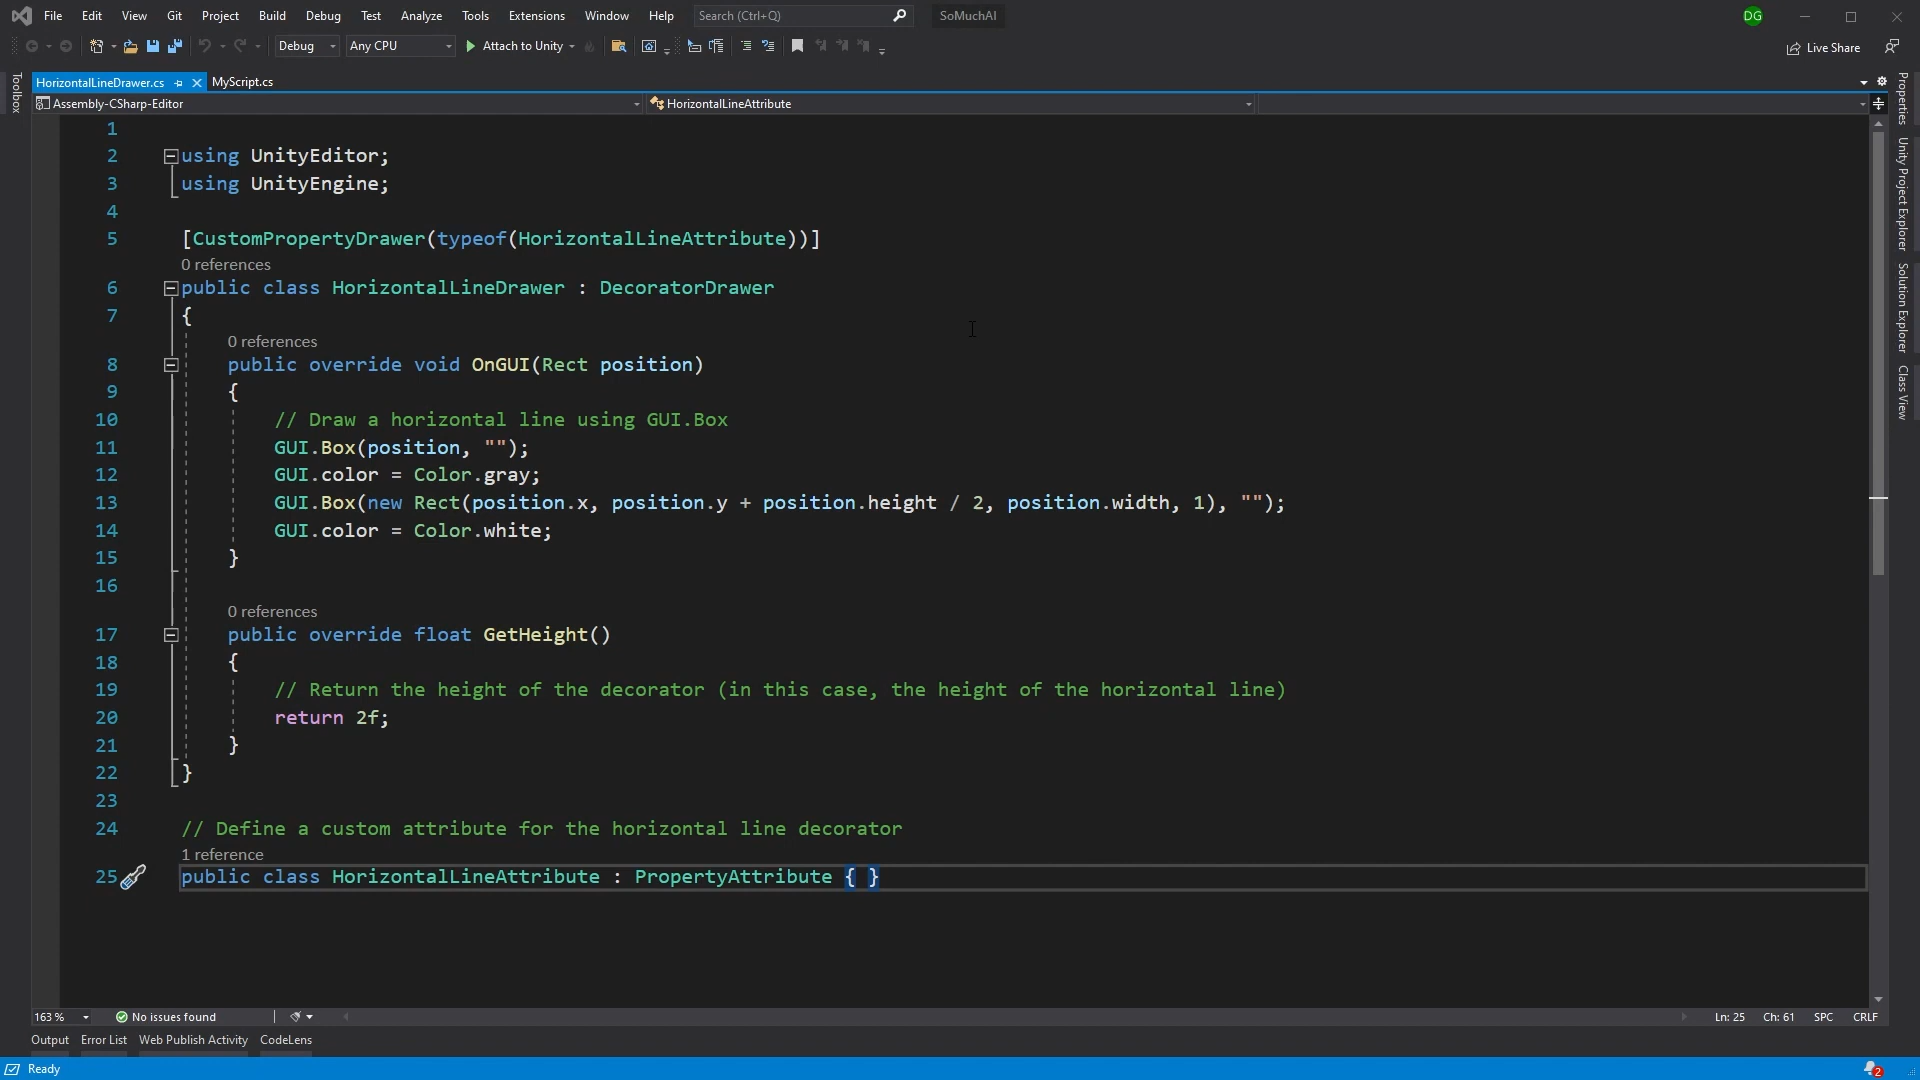 File Edit View Git Project Build Debug Test Analyze Tools Extensions Window Help Search (Ctrl+Q) SoMuchAI DG
Debug Any CPU Attach to Unity Live Share
HorizontalLineDrawer.cs MyScript.cs
Assembly-CSharp-Editor HorizontalLineAttribute
Toolbox
1
2 using UnityEditor;
3 using UnityEngine;
4
5 [CustomPropertyDrawer(typeof(HorizontalLineAttribute))]
0 references
6 public class HorizontalLineDrawer : DecoratorDrawer
7 {
0 references
8 public override void OnGUI(Rect position)
9 {
10 // Draw a horizontal line using GUI.Box
11 GUI.Box(position, "");
12 GUI.color = Color.gray;
13 GUI.Box(new Rect(position.x, position.y + position.height / 2, position.width, 1), "");
14 GUI.color = Color.white;
15 }
16
0 references
17 public override float GetHeight()
18 {
19 // Return the height of the decorator (in this case, the height of the horizontal line)
20 return 2f;
21 }
22 }
23
24 // Define a custom attribute for the horizontal line decorator
1 reference
25 public class HorizontalLineAttribute : PropertyAttribute { }
Properties
Unity Project Explorer
Solution Explorer
Class View
163 % No issues found Ln: 25 Ch: 61 SPC CRLF
Output Error List Web Publish Activity CodeLens
Ready 2